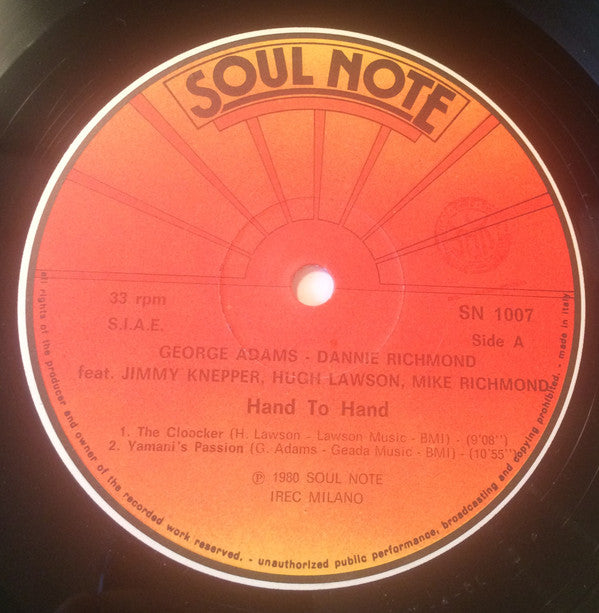 SOUL NOTE
33 rpm
S.I.A.E.
SN 1007
Side A
GEORGE ADAMS - DANNIE RICHMOND
feat. JIMMY KNEPPER, HUGH LAWSON, MIKE RICHMOND
Hand To Hand
1. The Cloocker (H. Lawson - Lawson Music - BMI) - (9'08'')
2. Yamani's Passion (G. Adams - Geada Music - BMI) - (10'55'')
℗ 1980 SOUL NOTE
IREC MILANO
all rights of the producer and owner of the recorded work reserved. - unauthorized public performance, broadcasting and copying prohibited. - made in italy